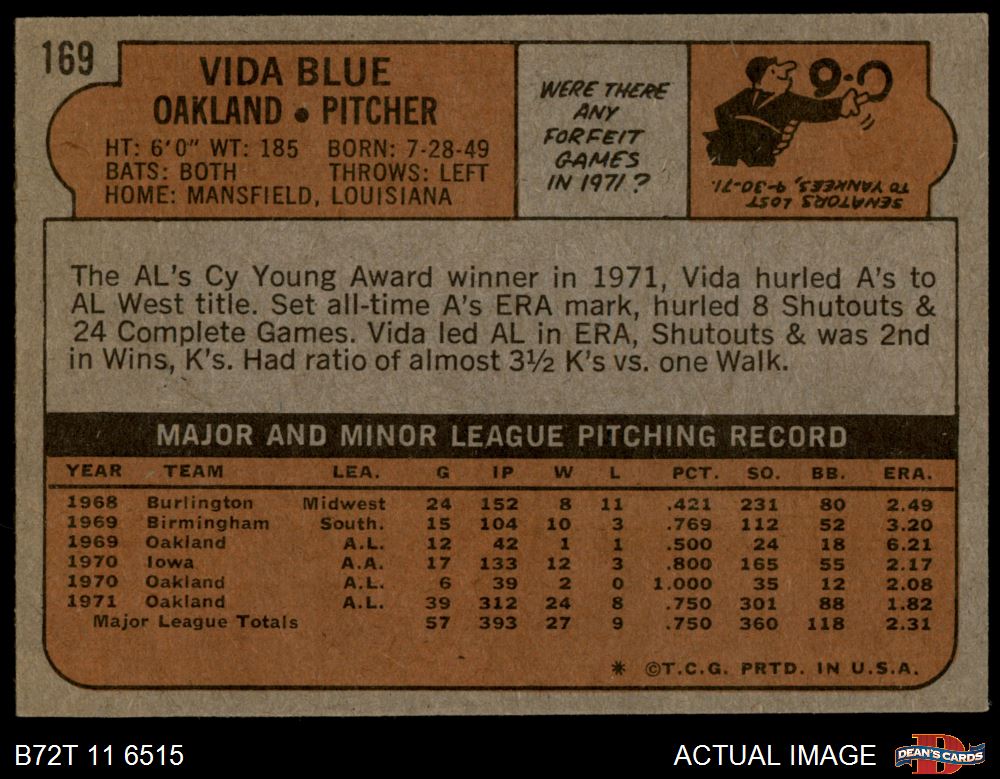 169
VIDA BLUE
OAKLAND • PITCHER
HT: 6'0" WT: 185 BORN: 7-28-49
BATS: BOTH THROWS: LEFT
HOME: MANSFIELD, LOUISIANA
WERE THERE
ANY
FORFEIT
GAMES
IN 1971?
9-0
SENATORS LOST
TO YANKEES, 9-30-71.
The AL's Cy Young Award winner in 1971, Vida hurled A's to
AL West title. Set all-time A's ERA mark, hurled 8 Shutouts &
24 Complete Games. Vida led AL in ERA, Shutouts & was 2nd
in Wins, K's. Had ratio of almost 3½ K's vs. one Walk.
MAJOR AND MINOR LEAGUE PITCHING RECORD
YEAR TEAM LEA. G IP W L PCT. SO. BB. ERA.
1968 Burlington Midwest 24 152 8 11 .421 231 80 2.49
1969 Birmingham South. 15 104 10 3 .769 112 52 3.20
1969 Oakland A.L. 12 42 1 1 .500 24 18 6.21
1970 Iowa A.A. 17 133 12 3 .800 165 55 2.17
1970 Oakland A.L. 6 39 2 0 1.000 35 12 2.08
1971 Oakland A.L. 39 312 24 8 .750 301 88 1.82
Major League Totals 57 393 27 9 .750 360 118 2.31
* ©T.C.G. PRTD. IN U.S.A.
B72T 11 6515
ACTUAL IMAGE
D
DEAN'S CARDS